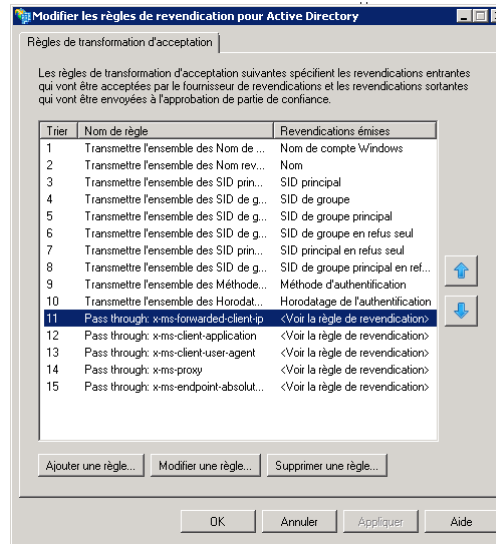 Modifier les règles de revendication pour Active Directory
Règles de transformation d'acceptation
Les règles de transformation d'acceptation suivantes spécifient les revendications entrantes
qui vont être acceptées par le fournisseur de revendications et les revendications sortantes
qui vont être envoyées à l'approbation de partie de confiance.
Trier Nom de règle Revendications émises
1 Transmettre l'ensemble des Nom de ... Nom de compte Windows
2 Transmettre l'ensemble des Nom rev... Nom
3 Transmettre l'ensemble des SID prin... SID principal
4 Transmettre l'ensemble des SID de g... SID de groupe
5 Transmettre l'ensemble des SID de g... SID de groupe principal
6 Transmettre l'ensemble des SID de g... SID de groupe en refus seul
7 Transmettre l'ensemble des SID prin... SID principal en refus seul
8 Transmettre l'ensemble des SID de g... SID de groupe principal en ref...
9 Transmettre l'ensemble des Méthode... Méthode d'authentification
10 Transmettre l'ensemble des Horodat... Horodatage de l'authentification
11 Pass through: x-ms-forwarded-client-ip <Voir la règle de revendication>
12 Pass through: x-ms-client-application <Voir la règle de revendication>
13 Pass through: x-ms-client-user-agent <Voir la règle de revendication>
14 Pass through: x-ms-proxy <Voir la règle de revendication>
15 Pass through: x-ms-endpoint-absolut... <Voir la règle de revendication>
Ajouter une règle... Modifier une règle... Supprimer une règle...
OK Annuler Appliquer Aide